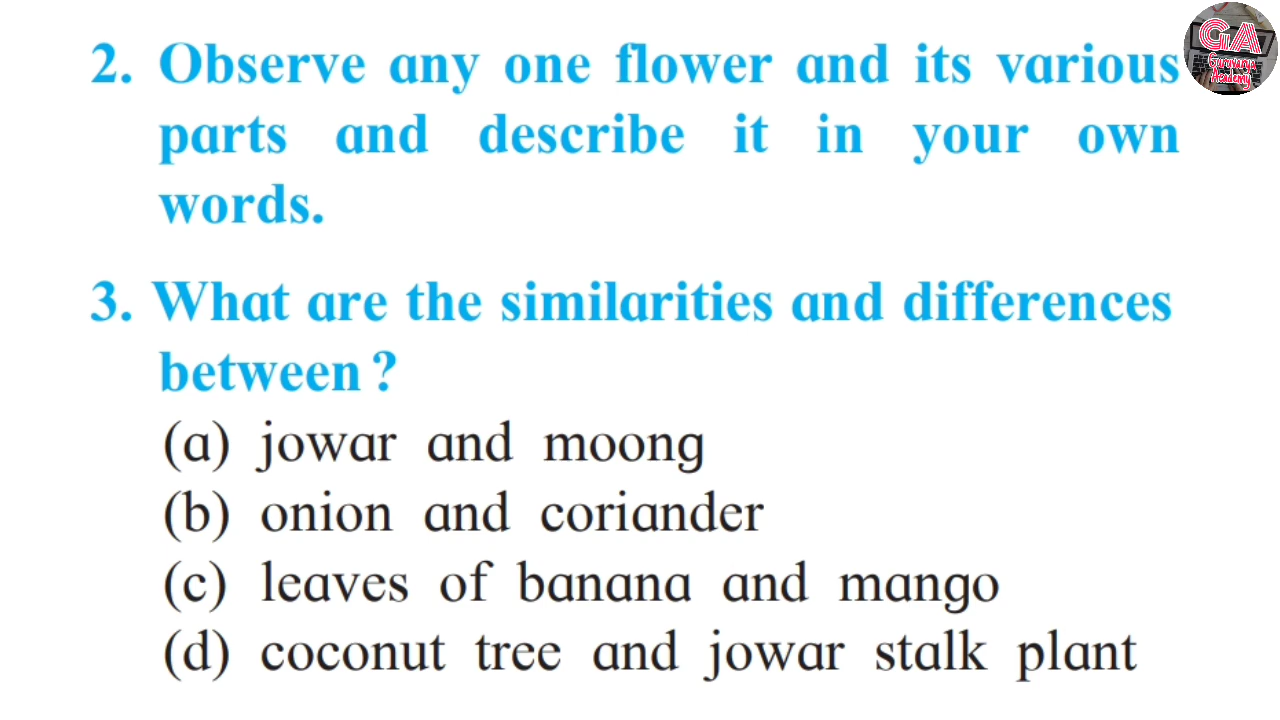 2. Observe any one flower and its various
parts and describe it in your own
words.
3. What are the similarities and differences
between ?
(a) jowar and moong
(b) onion and coriander
(c) leaves of banana and mango
(d) coconut tree and jowar stalk plant
GA
Academy